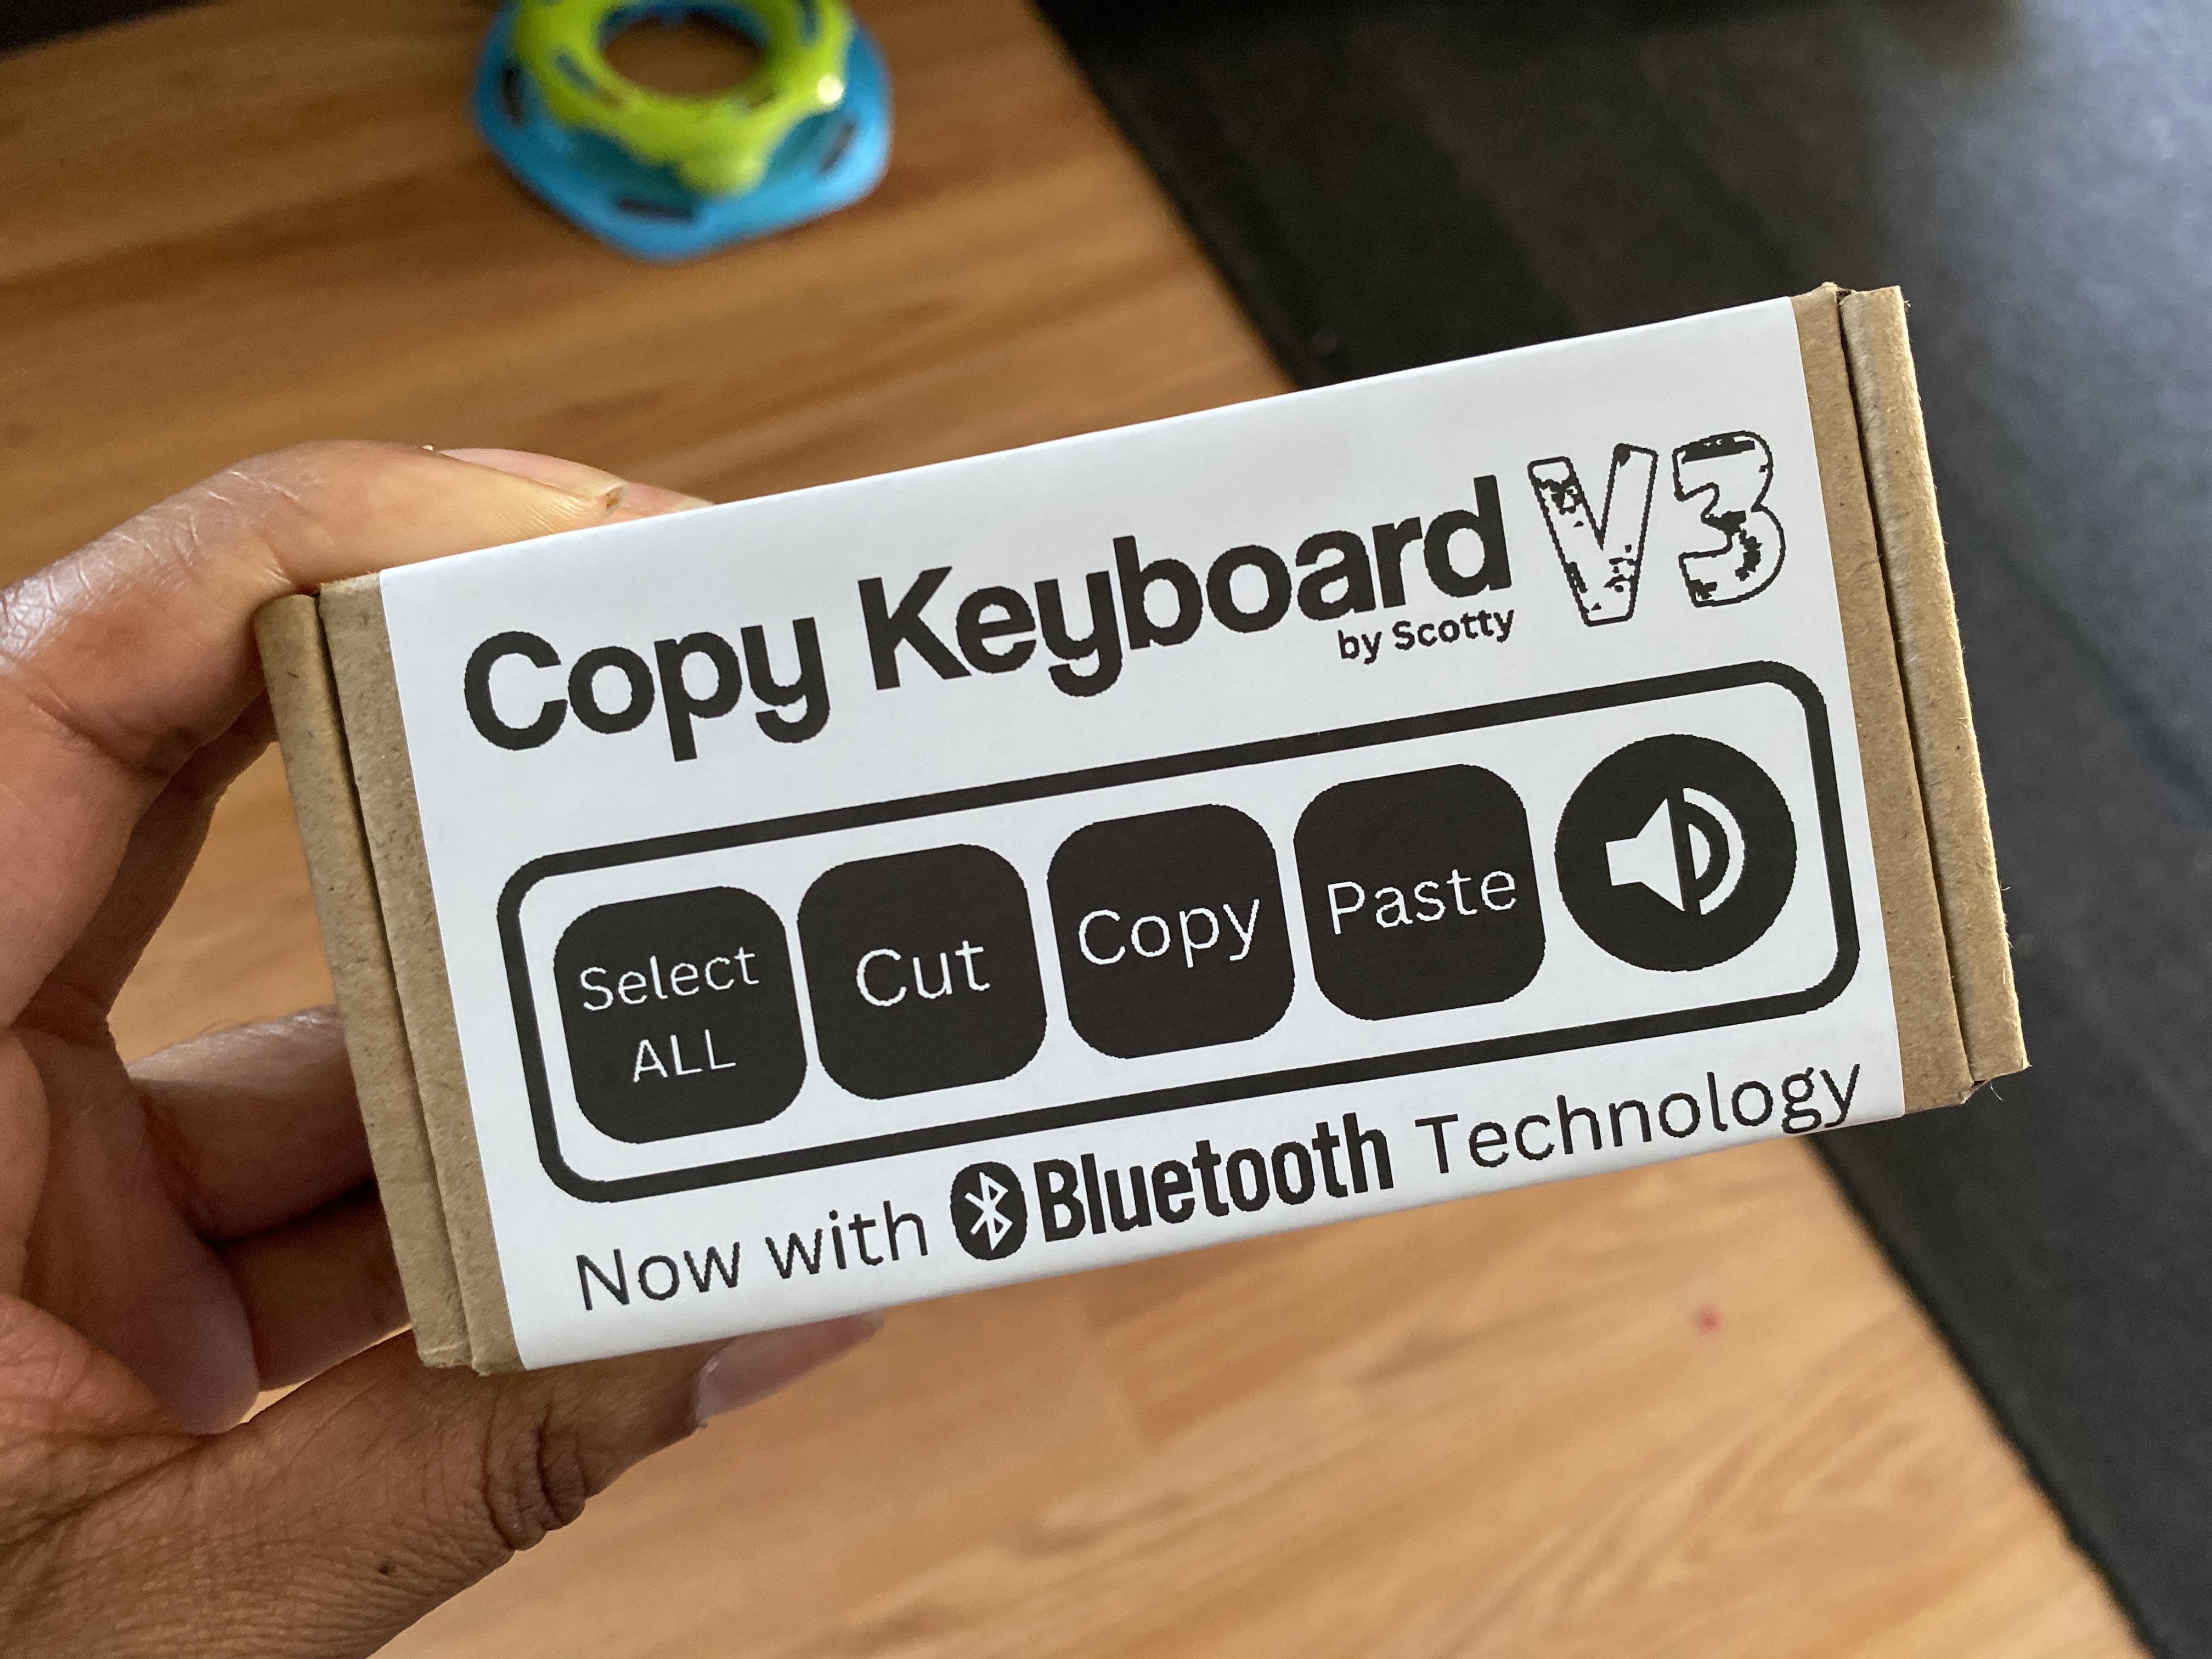 Copy Keyboard V3
by Scotty
Select
ALL
Cut
Copy
Paste
Now with Bluetooth Technology